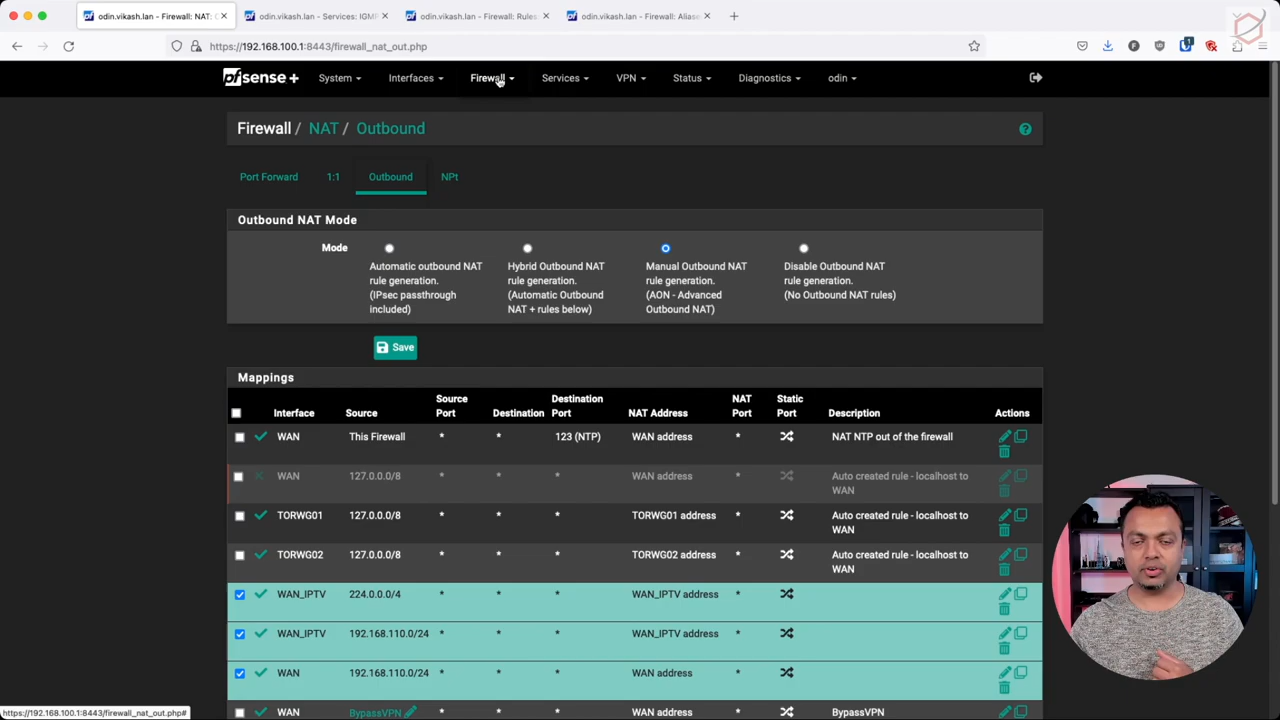 odin.vikash.lan - Firewall: NAT: C
odin.vikash.lan - Services: IGMP
odin.vikash.lan - Firewall: Rules
odin.vikash.lan - Firewall: Aliase
https://192.168.100.1:8443/firewall_nat_out.php
1
pfsense +
System
Interfaces
Firewall
Services
VPN
Status
Diagnostics
odin
Firewall / NAT / Outbound
Port Forward
1:1
Outbound
NPt
Outbound NAT Mode
Mode
Automatic outbound NAT
rule generation.
(IPsec passthrough
included)
Hybrid Outbound NAT
rule generation.
(Automatic Outbound
NAT + rules below)
Manual Outbound NAT
rule generation.
(AON - Advanced
Outbound NAT)
Disable Outbound NAT
rule generation.
(No Outbound NAT rules)
Save
Mappings
Interface
Source
Source
Port
Destination
Destination
Port
NAT Address
NAT
Port
Static
Port
Description
Actions
WAN This Firewall * * 123 (NTP) WAN address * NAT NTP out of the firewall
WAN 127.0.0.0/8 * * * WAN address * Auto created rule - localhost to
WAN
TORWG01 127.0.0.0/8 * * * TORWG01 address * Auto created rule - localhost to
WAN
TORWG02 127.0.0.0/8 * * * TORWG02 address * Auto created rule - localhost to
WAN
WAN_IPTV 224.0.0.0/4 * * * WAN_IPTV address *
WAN_IPTV 192.168.110.0/24 * * * WAN_IPTV address *
WAN 192.168.110.0/24 * * * WAN address *
WAN BypassVPN * * * WAN address * BypassVPN
https://192.168.100.1:8443/firewall_nat_out.php#